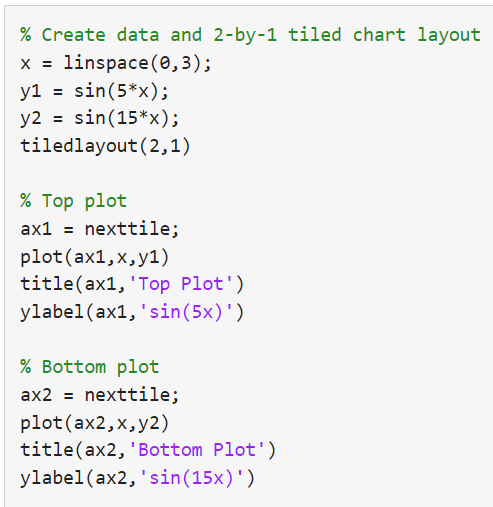 % Create data and 2-by-1 tiled chart layout
x = linspace(0,3);
y1 = sin(5*x);
y2 = sin(15*x);
tiledlayout(2,1)
% Top plot
ax1 = nexttile;
plot(ax1,x,y1)
title(ax1,'Top Plot')
ylabel(ax1,'sin(5x)')
% Bottom plot
ax2 = nexttile;
plot(ax2,x,y2)
title(ax2,'Bottom Plot')
ylabel(ax2,'sin(15x)')